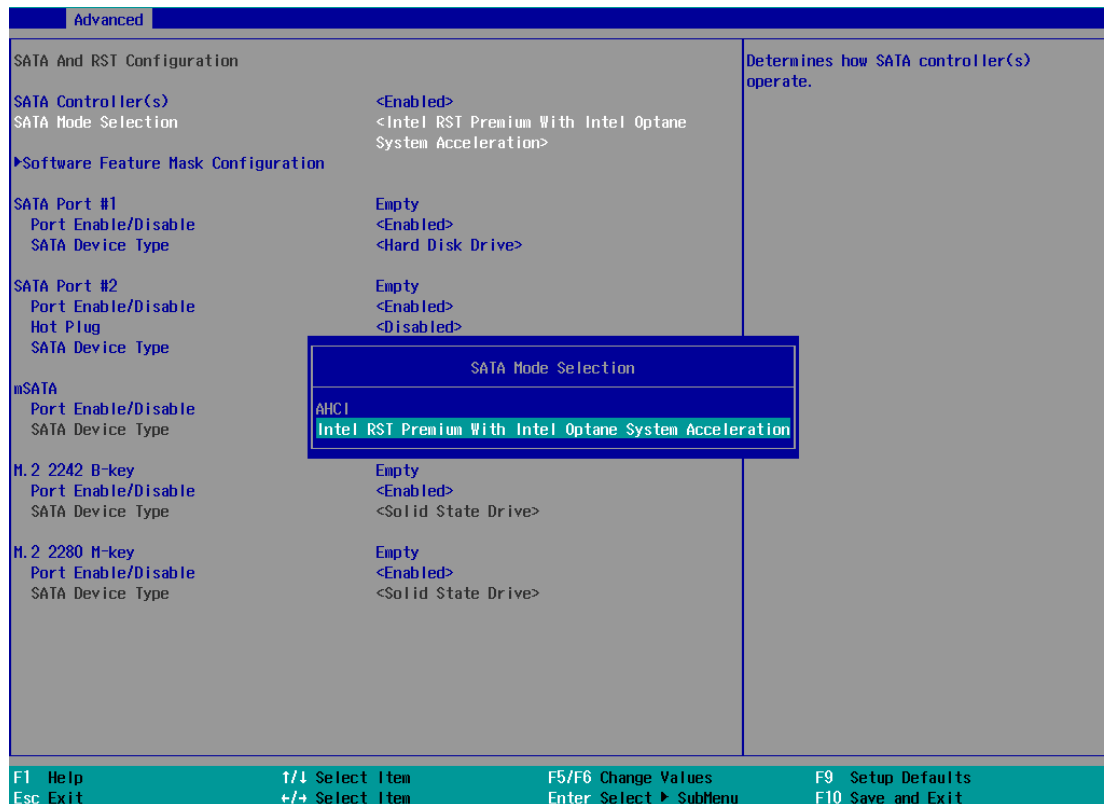 Advanced
SATA And RST Configuration
Determines how SATA controller(s)
operate.
SATA Controller(s) <Enabled>
SATA Mode Selection <Intel RST Premium With Intel Optane
System Acceleration>
▶Software Feature Mask Configuration
SATA Port #1 Empty
Port Enable/Disable <Enabled>
SATA Device Type <Hard Disk Drive>
SATA Port #2 Empty
Port Enable/Disable <Enabled>
Hot Plug <Disabled>
SATA Device Type
SATA Mode Selection
AHCI
Intel RST Premium With Intel Optane System Acceleration
mSATA
Port Enable/Disable
SATA Device Type
M.2 2242 B-key Empty
Port Enable/Disable <Enabled>
SATA Device Type <Solid State Drive>
M.2 2280 M-key Empty
Port Enable/Disable <Enabled>
SATA Device Type <Solid State Drive>
F1 Help ↑/↓ Select Item F5/F6 Change Values F9 Setup Defaults
Esc Exit ←/→ Select Item Enter Select ▶ SubMenu F10 Save and Exit